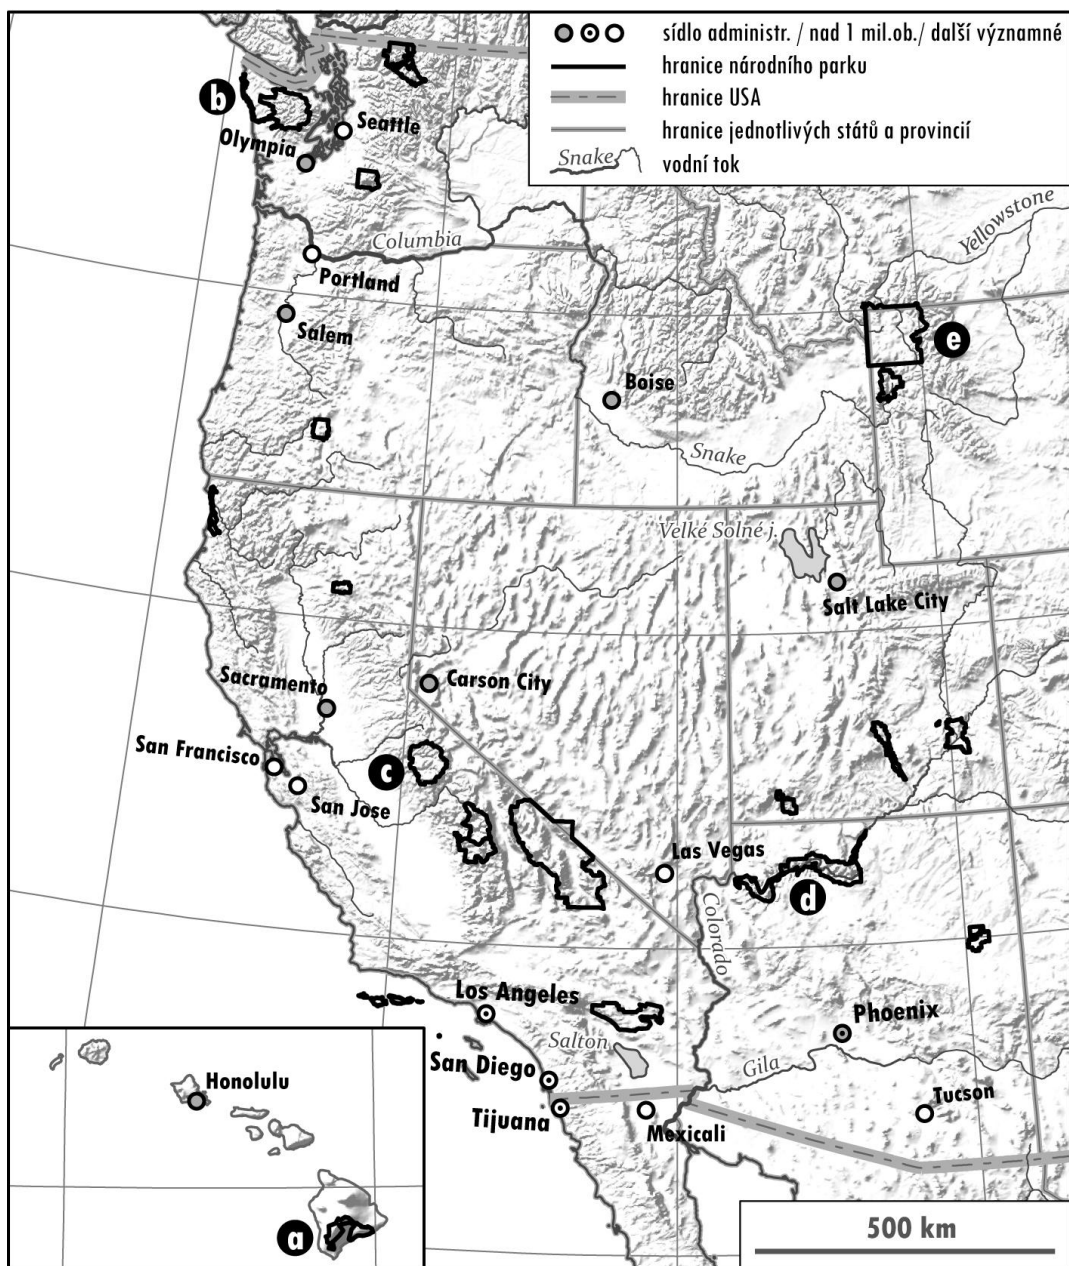 sídlo administr. / nad 1 mil.ob./ další významné
hranice národního parku
hranice USA
hranice jednotlivých států a provincií
Snake
vodní tok
b
Seattle
Olympia
Columbia
Yellowstone
Portland
Salem
e
Boise
Snake
Velké Solné j.
Salt Lake City
Sacramento
Carson City
San Francisco
c
San Jose
Las Vegas
d
Colorado
Los Angeles
Phoenix
Salton
San Diego
Gila
Honolulu
Tijuana
Mexicali
Tucson
a
500 km